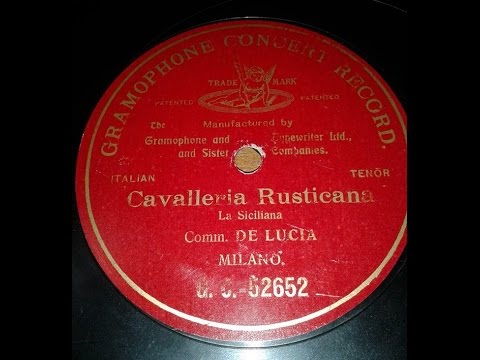 GRAMOPHONE CONCERT RECORD.
TRADE MARK
PATENTED PATENTED
The Manufactured by
Gramophone and Typewriter Ltd.,
and Sister Companies.
ITALIAN TENOR
Cavalleria Rusticana
La Siciliana
Comm. DE LUCIA
MILANO.
G. C.-52652